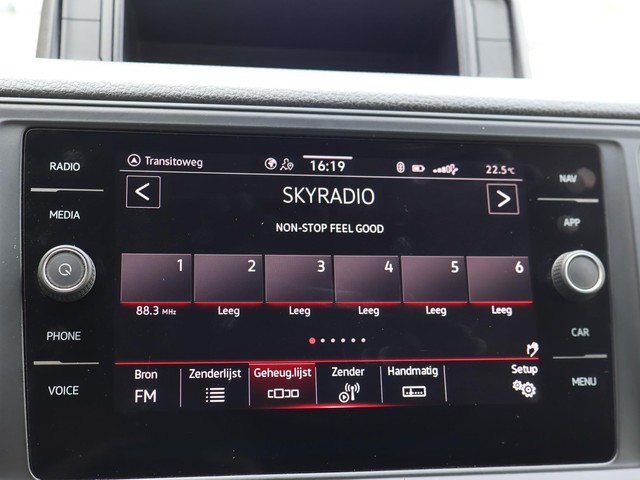 RADIO
MEDIA
PHONE
VOICE
Transitoweg
16:19
22.5°C
SKYRADIO
NON-STOP FEEL GOOD
1 2 3 4 5 6
88.3 MHz Leeg Leeg Leeg Leeg Leeg
Bron Zenderlijst Geheug.lijst Zender Handmatig Setup
FM
NAV
APP
CAR
MENU